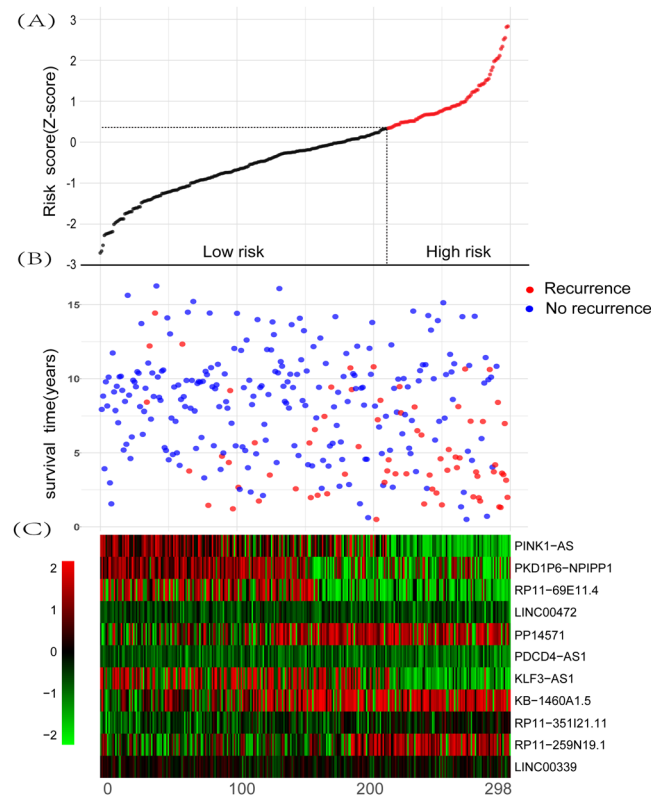 (A)
Risk score(Z-score)
3
2
1
0
-1
-2
-3
Low risk
High risk
(B)
Recurrence
No recurrence
survival time(years)
15
10
5
0
(C)
2
1
0
−1
−2
PINK1−AS
PKD1P6−NPIPP1
RP11−69E11.4
LINC00472
PP14571
PDCD4−AS1
KLF3−AS1
KB−1460A1.5
RP11−351I21.11
RP11−259N19.1
LINC00339
0 100 200 298